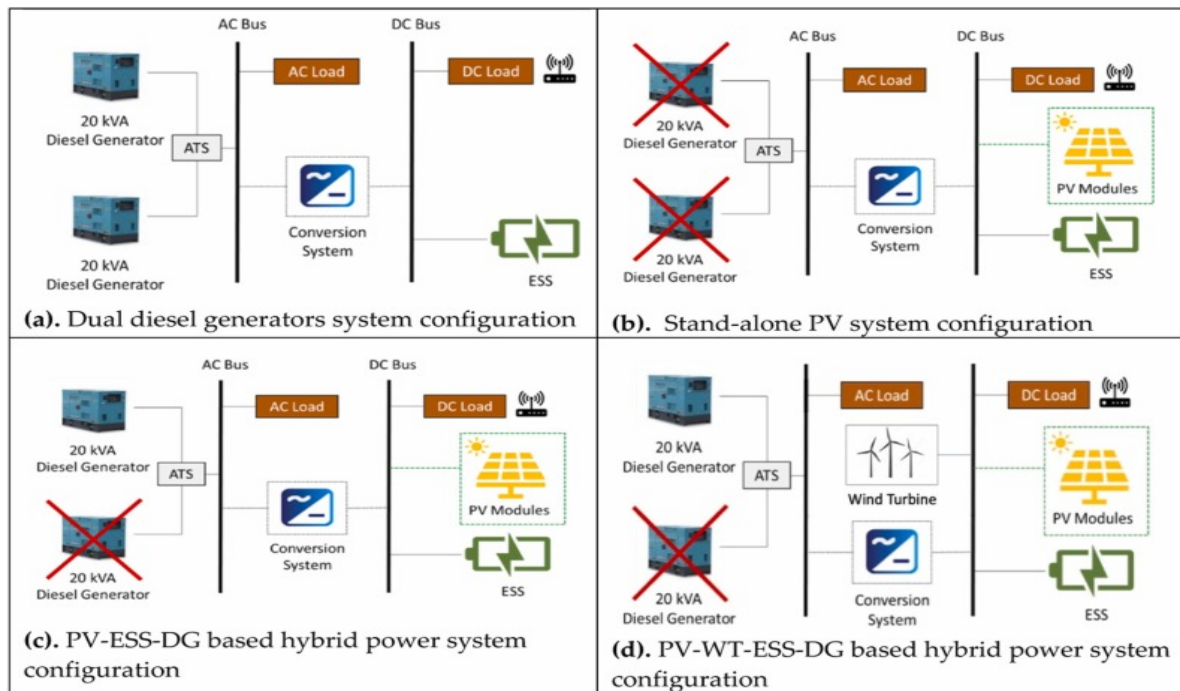 AC Bus
DC Bus
AC Load
DC Load
20 kVA
Diesel Generator
ATS
20 kVA
Diesel Generator
Conversion
System
ESS
(a). Dual diesel generators system configuration
AC Bus
DC Bus
AC Load
DC Load
20 kVA
Diesel Generator
ATS
PV Modules
20 kVA
Diesel Generator
Conversion
System
ESS
(b). Stand-alone PV system configuration
AC Bus
DC Bus
AC Load
DC Load
20 kVA
Diesel Generator
ATS
PV Modules
20 kVA
Diesel Generator
Conversion
System
ESS
(c). PV-ESS-DG based hybrid power system
configuration
AC Bus
DC Bus
AC Load
DC Load
20 kVA
Diesel Generator
ATS
Wind Turbine
PV Modules
20 kVA
Diesel Generator
Conversion
System
ESS
(d). PV-WT-ESS-DG based hybrid power system
configuration